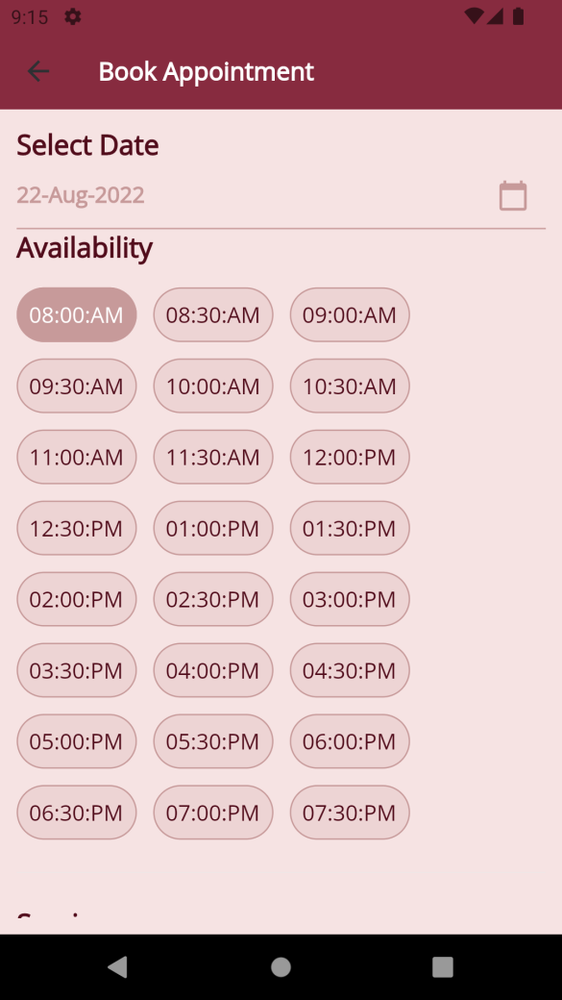 9:15
Book Appointment
Select Date
22-Aug-2022
Availability
08:00:AM 08:30:AM 09:00:AM
09:30:AM 10:00:AM 10:30:AM
11:00:AM 11:30:AM 12:00:PM
12:30:PM 01:00:PM 01:30:PM
02:00:PM 02:30:PM 03:00:PM
03:30:PM 04:00:PM 04:30:PM
05:00:PM 05:30:PM 06:00:PM
06:30:PM 07:00:PM 07:30:PM